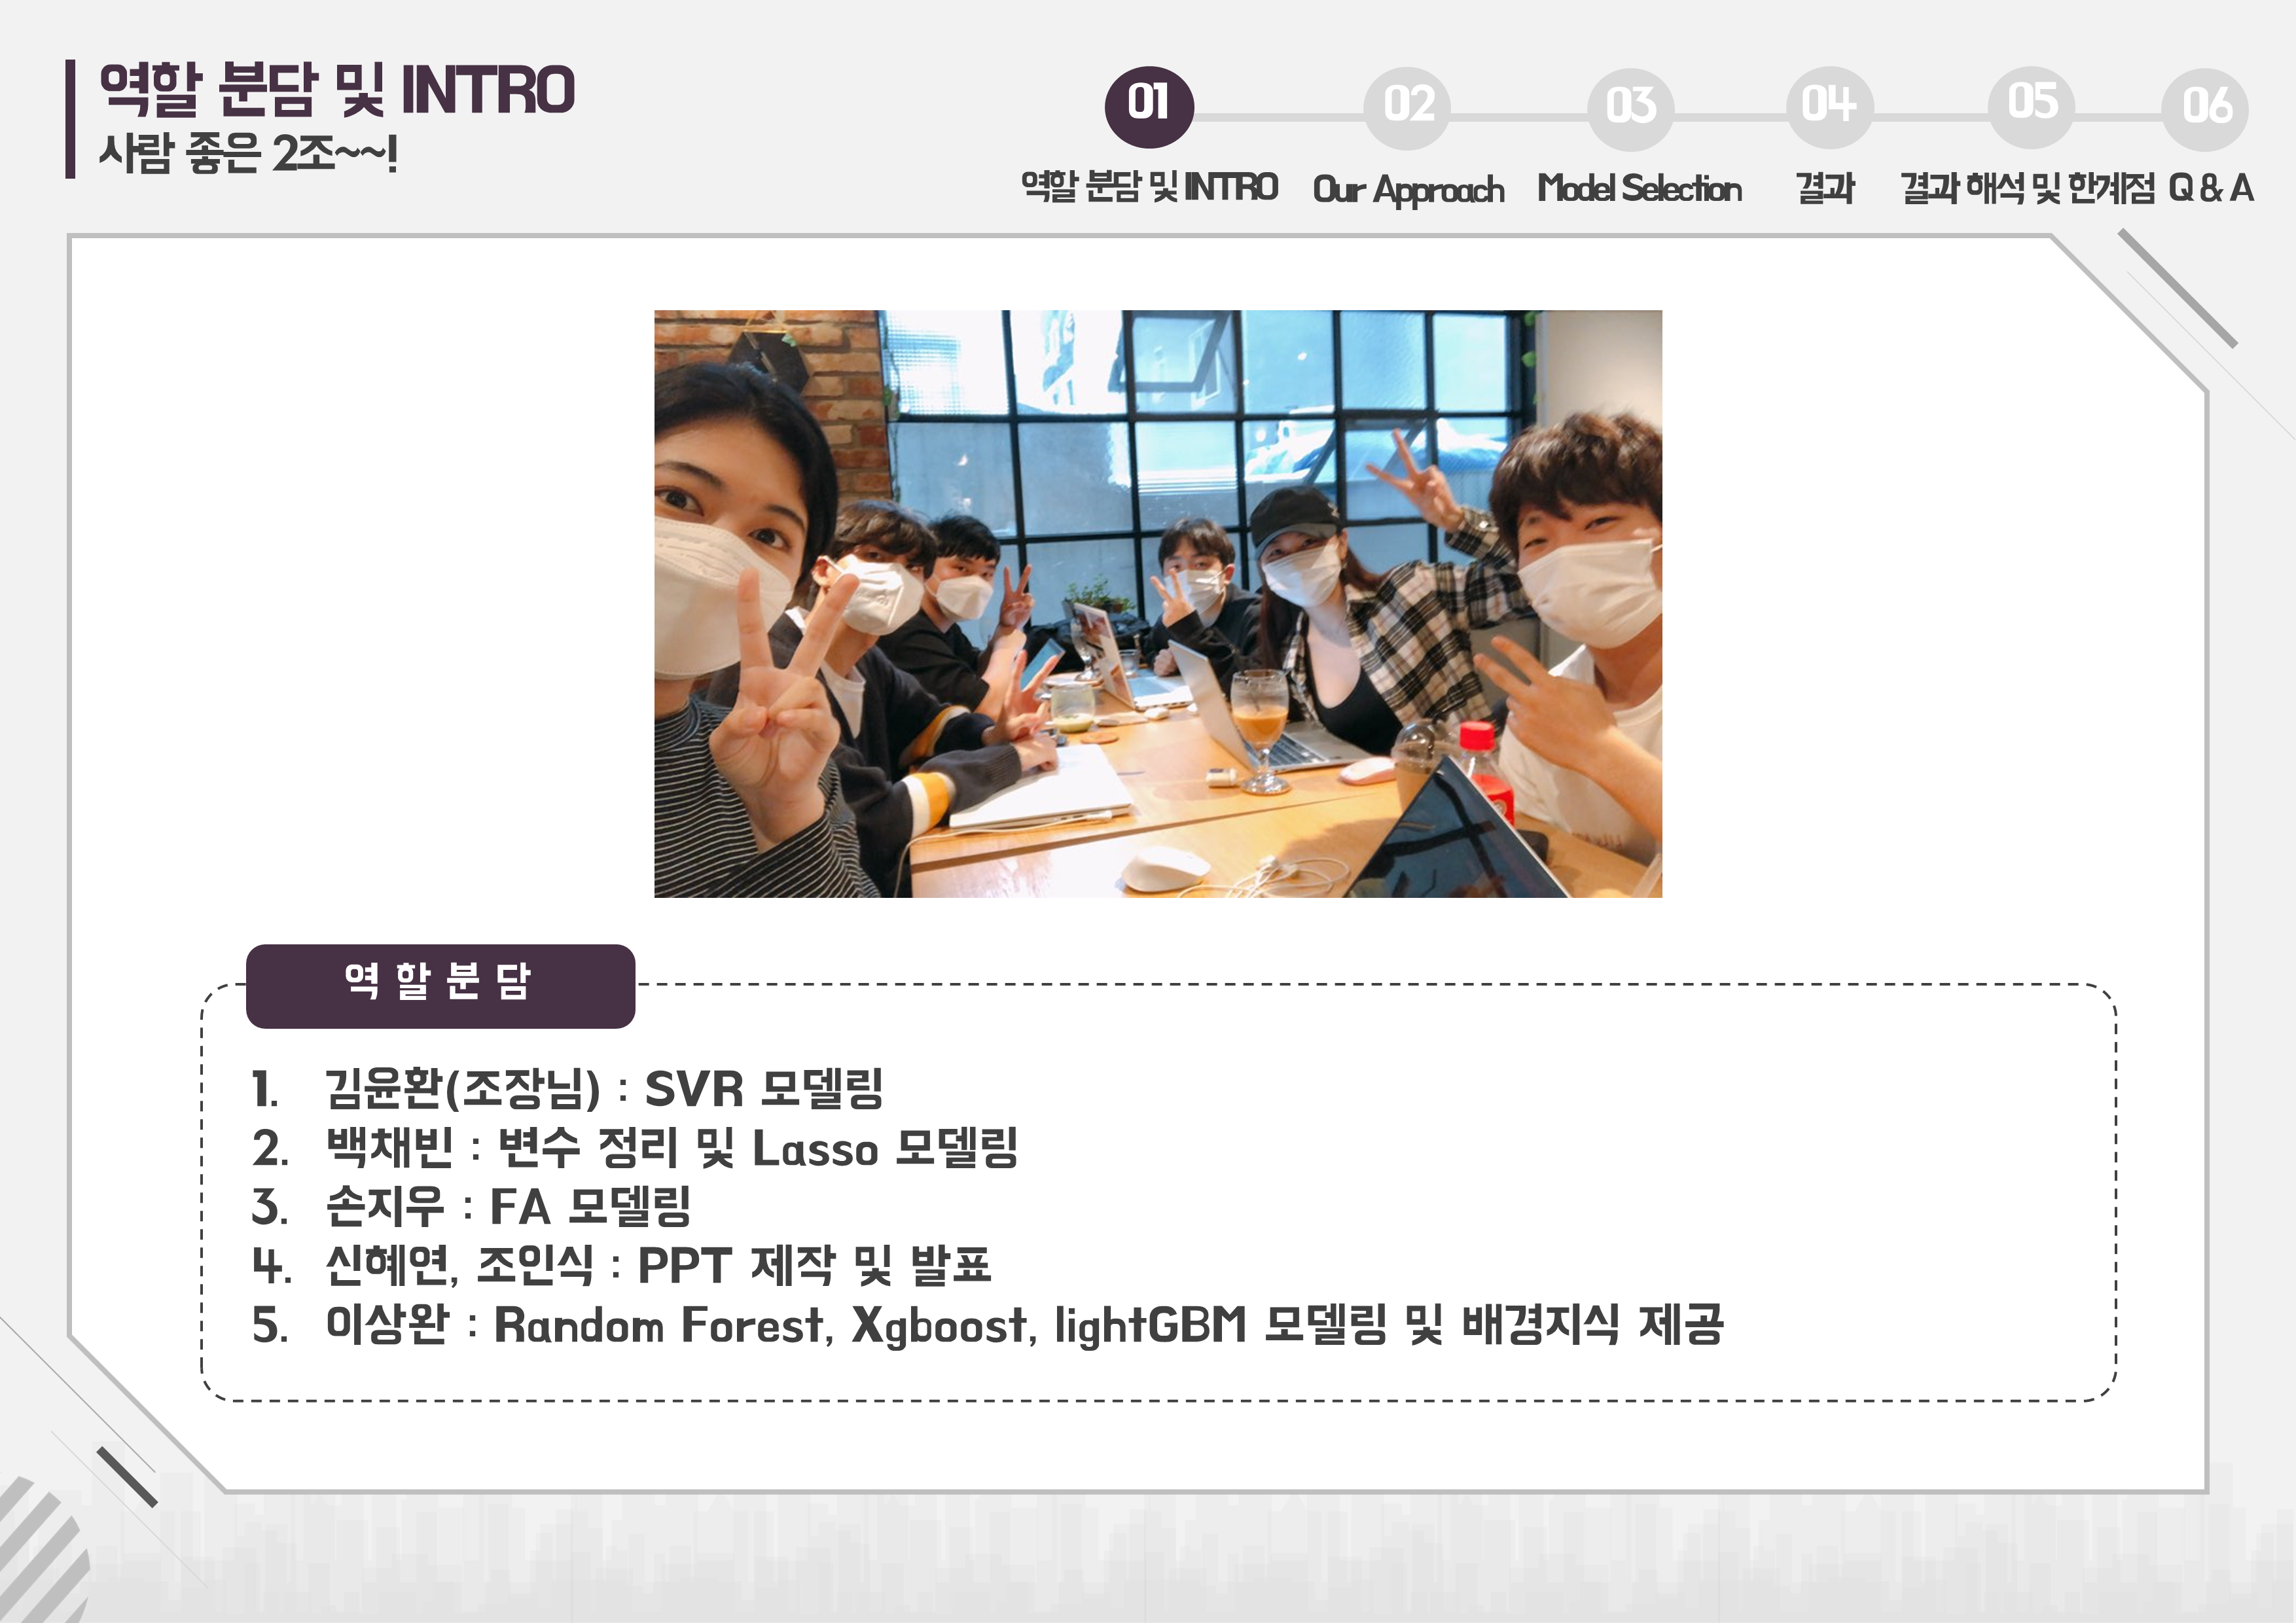 역할 분담 및 INTRO
사람 좋은 2조~~!
01
02
03
04
05
06
역할 분담 및 INTRO
Our Approach
Model Selection
결과
결과 해석 및 한계점
Q & A
역 할 분 담
1. 김윤환(조장님) : SVR 모델링
2. 백채빈 : 변수 정리 및 Lasso 모델링
3. 손지우 : FA 모델링
4. 신혜연, 조인식 : PPT 제작 및 발표
5. 이상완 : Random Forest, Xgboost, lightGBM 모델링 및 배경지식 제공